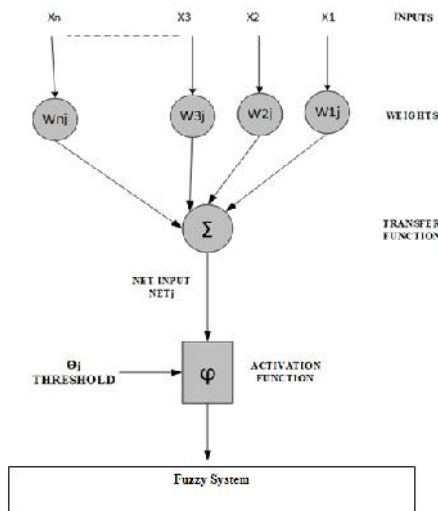 Xn X3 X2 X1 INPUTS
Wnj W3j W2j W1j WEIGHTS
Σ TRANSFER
FUNCTION
NET INPUT
NETj
Θj
THRESHOLD
φ
ACTIVATION
FUNCTION
Fuzzy System